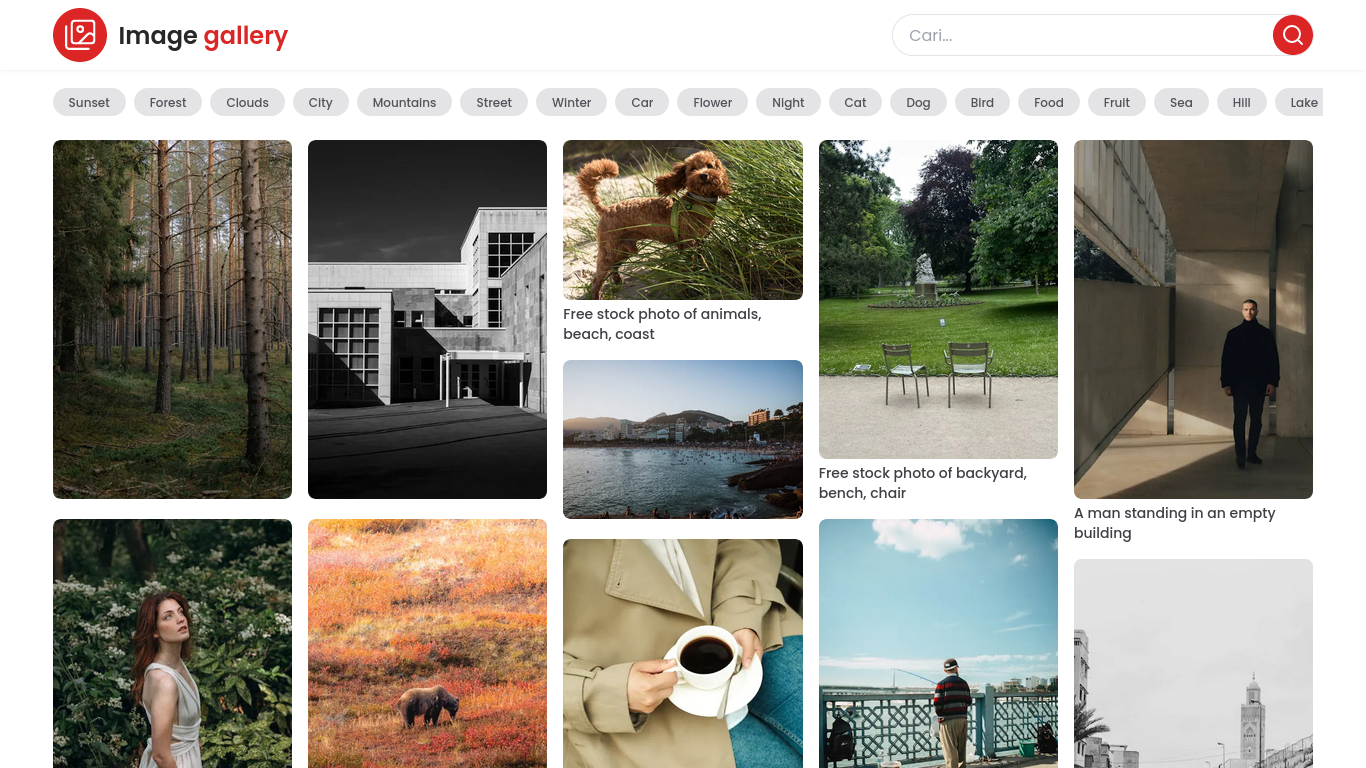 Image gallery
Cari...
Sunset Forest Clouds City Mountains Street Winter Car Flower Night Cat Dog Bird Food Fruit Sea Hill Lake
Free stock photo of animals,
beach, coast
Free stock photo of backyard,
bench, chair
A man standing in an empty
building